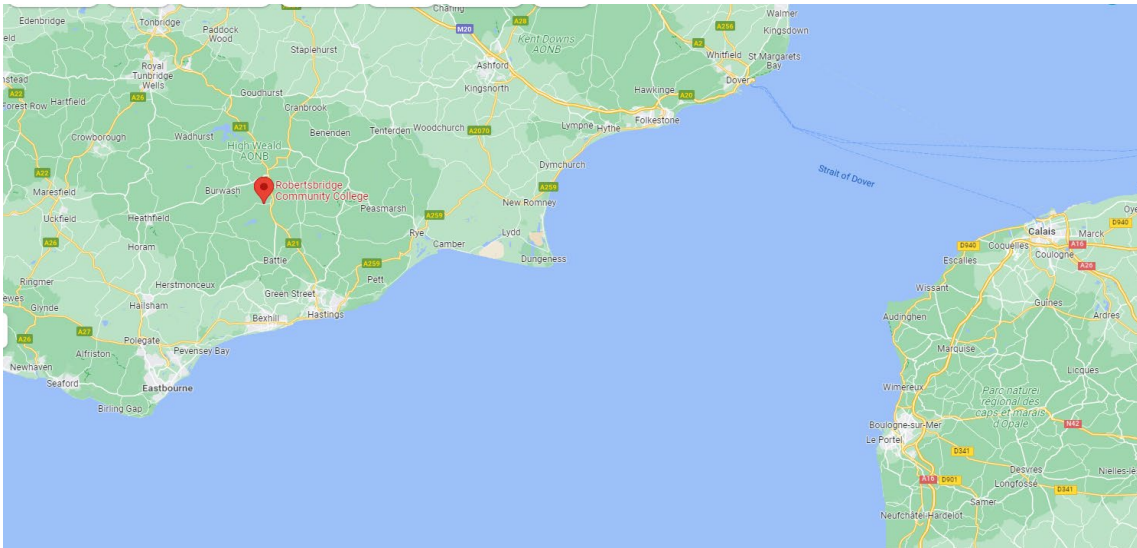 Charing
Tonbridge
Edenbridge
Paddock
Wood
Staplehurst
M20
A28
Kent Downs
AONB
A256
A2
Walmer
Kingsdown
Whitfield
St Margarets
Bay
Dover
Royal
Tunbridge
Wells
Ashford
Kingsnorth
Hawkinge
A20
Folkestone
A22
Forest Row
Hartfield
A26
Goudhurst
Cranbrook
Crowborough
Wadhurst
A21
Benenden
Tenterden
Woodchurch
A2070
Lympne
Hythe
High Weald
AONB
Dymchurch
Strait of Dover
A22
Maresfield
Burwash
Robertsbridge
Community College
Peasmarsh
A259
New Romney
A259
Uckfield
Heathfield
A26
Horam
A21
Battle
Rye
Camber
Lydd
Dungeness
A259
Pett
Ringmer
Herstmonceux
Green Street
Glynde
Hailsham
Bexhill
Hastings
A27
A26
Polegate
Alfriston
Pevensey Bay
Newhaven
Seaford
Eastbourne
Birling Gap
D940
Calais
Marck
D940
Coquelles
A16
Coulogne
Escalles
A26
Wissant
Guînes
Ardres
Audinghen
Marquise
Licques
Wimereux
Parc naturel
régional des
caps et marais
d'Opale
N42
Boulogne-sur-Mer
Le Portel
D341
A16
D901
Desvres
Longfossé
D341
Samer
Neufchâtel-Hardelot